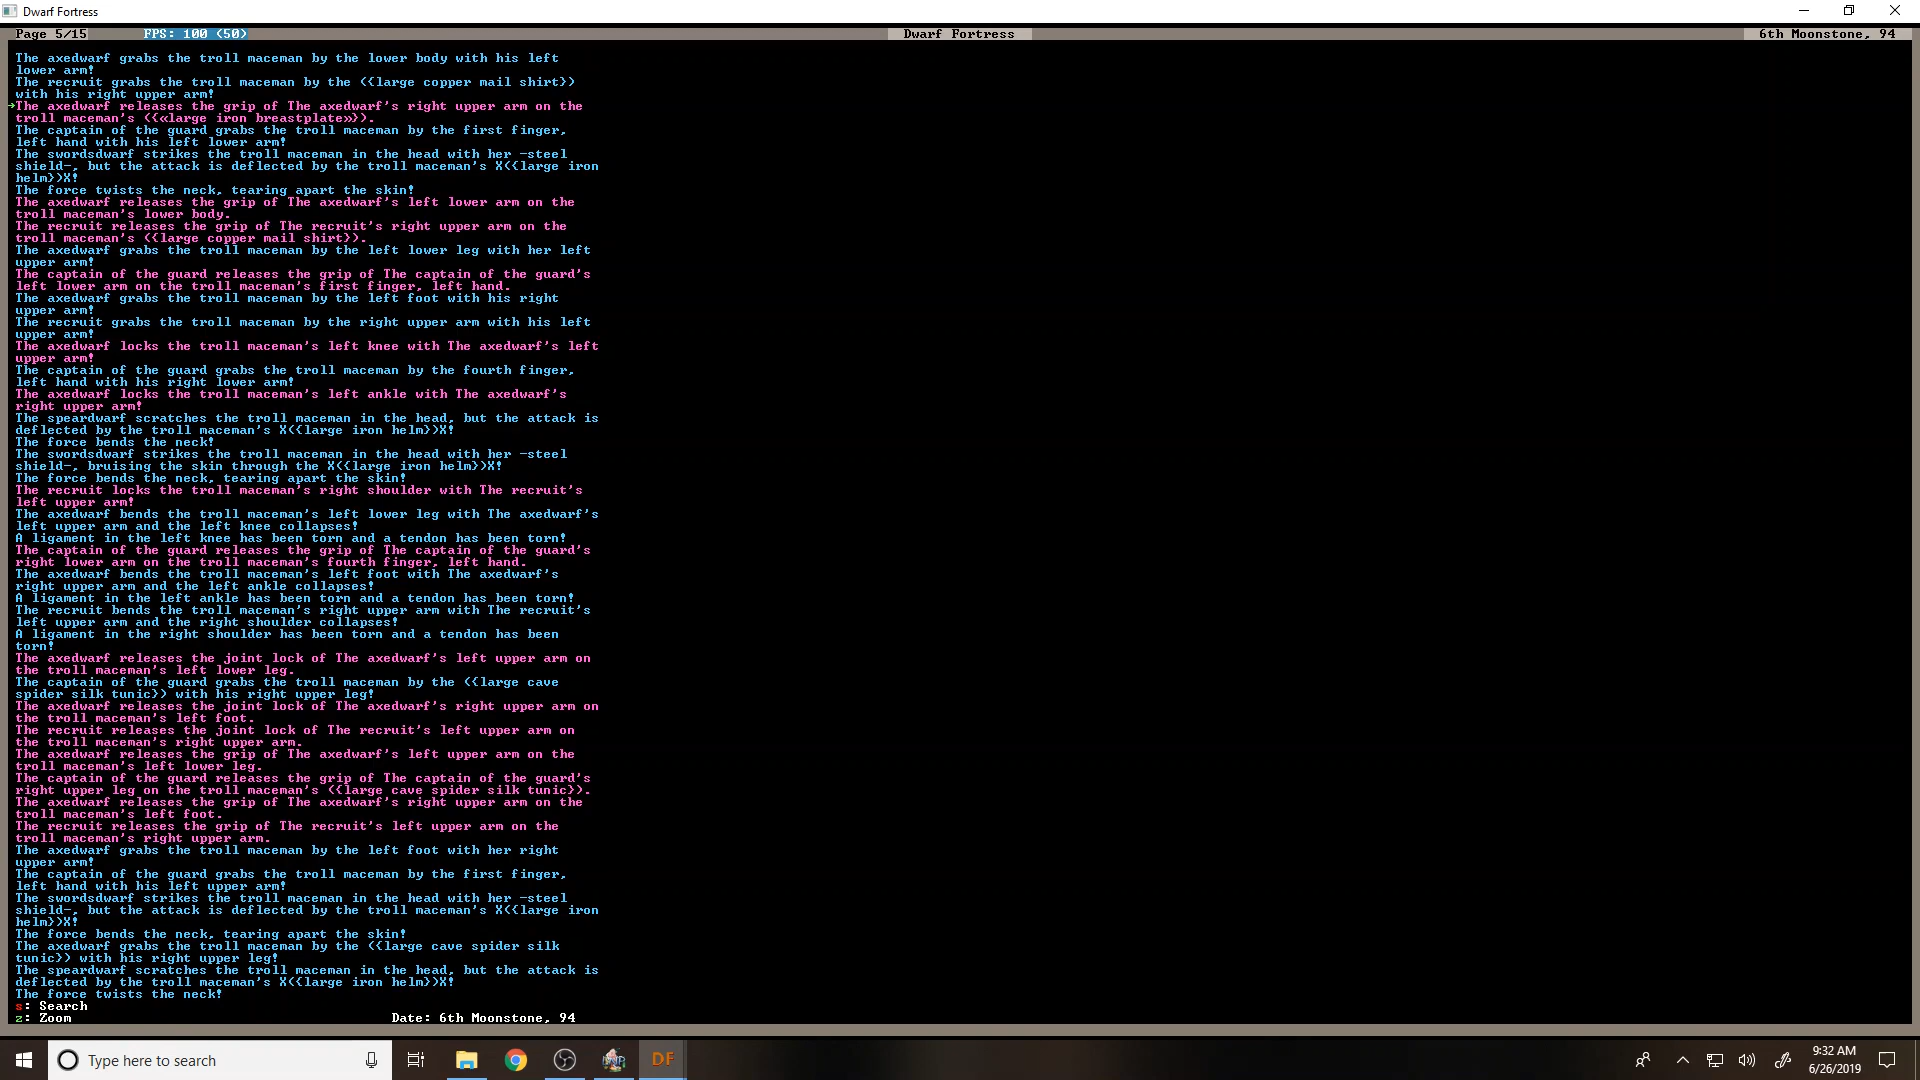 Dwarf Fortress
Page 5/15 FPS: 100 (50) Dwarf Fortress 6th Moonstone, 94
The axedwarf grabs the troll maceman by the lower body with his left
lower arm!
The recruit grabs the troll maceman by the ({large copper mail shirt})
with his right upper arm!
The axedwarf releases the grip of The axedwarf's right upper arm on the
troll maceman's ({«large iron breastplate»}).
The captain of the guard grabs the troll maceman by the first finger,
left hand with his left lower arm!
The swordsdwarf strikes the troll maceman in the head with her -steel
shield-, but the attack is deflected by the troll maceman's X({large iron
helm})X!
The force twists the neck, tearing apart the skin!
The axedwarf releases the grip of The axedwarf's left lower arm on the
troll maceman's lower body.
The recruit releases the grip of The recruit's right upper arm on the
troll maceman's ({large copper mail shirt}).
The axedwarf grabs the troll maceman by the left lower leg with her left
upper arm!
The captain of the guard releases the grip of The captain of the guard's
left lower arm on the troll maceman's first finger, left hand.
The axedwarf grabs the troll maceman by the left foot with his right
upper arm!
The recruit grabs the troll maceman by the right upper arm with his left
upper arm!
The axedwarf locks the troll maceman's left knee with The axedwarf's left
upper arm!
The captain of the guard grabs the troll maceman by the fourth finger,
left hand with his right lower arm!
The axedwarf locks the troll maceman's left ankle with The axedwarf's
right upper arm!
The speardwarf scratches the troll maceman in the head, but the attack is
deflected by the troll maceman's X({large iron helm})X!
The force bends the neck!
The swordsdwarf strikes the troll maceman in the head with her -steel
shield-, bruising the skin through the X({large iron helm})X!
The force bends the neck, tearing apart the skin!
The recruit locks the troll maceman's right shoulder with The recruit's
left upper arm!
The axedwarf bends the troll maceman's left lower leg with The axedwarf's
left upper arm and the left knee collapses!
A ligament in the left knee has been torn and a tendon has been torn!
The captain of the guard releases the grip of The captain of the guard's
right lower arm on the troll maceman's fourth finger, left hand.
The axedwarf bends the troll maceman's left foot with The axedwarf's
right upper arm and the left ankle collapses!
A ligament in the left ankle has been torn and a tendon has been torn!
The recruit bends the troll maceman's right upper arm with The recruit's
left upper arm and the right shoulder collapses!
A ligament in the right shoulder has been torn and a tendon has been
torn!
The axedwarf releases the joint lock of The axedwarf's left upper arm on
the troll maceman's left lower leg.
The captain of the guard grabs the troll maceman by the ({large cave
spider silk tunic}) with his right upper leg!
The axedwarf releases the joint lock of The axedwarf's right upper arm on
the troll maceman's left foot.
The recruit releases the joint lock of The recruit's left upper arm on
the troll maceman's right upper arm.
The axedwarf releases the grip of The axedwarf's left upper arm on the
troll maceman's left lower leg.
The captain of the guard releases the grip of The captain of the guard's
right upper leg on the troll maceman's ({large cave spider silk tunic}).
The axedwarf releases the grip of The axedwarf's right upper arm on the
troll maceman's left foot.
The recruit releases the grip of The recruit's left upper arm on the
troll maceman's right upper arm.
The axedwarf grabs the troll maceman by the left foot with her right
upper arm!
The captain of the guard grabs the troll maceman by the first finger,
left hand with his left upper arm!
The swordsdwarf strikes the troll maceman in the head with her -steel
shield-, but the attack is deflected by the troll maceman's X({large iron
helm})X!
The force bends the neck, tearing apart the skin!
The axedwarf grabs the troll maceman by the ({large cave spider silk
tunic}) with his right upper leg!
The speardwarf scratches the troll maceman in the head, but the attack is
deflected by the troll maceman's X({large iron helm})X!
The force twists the neck!
s: Search
z: Zoom Date: 6th Moonstone, 94
Type here to search
DF
9:32 AM
6/26/2019